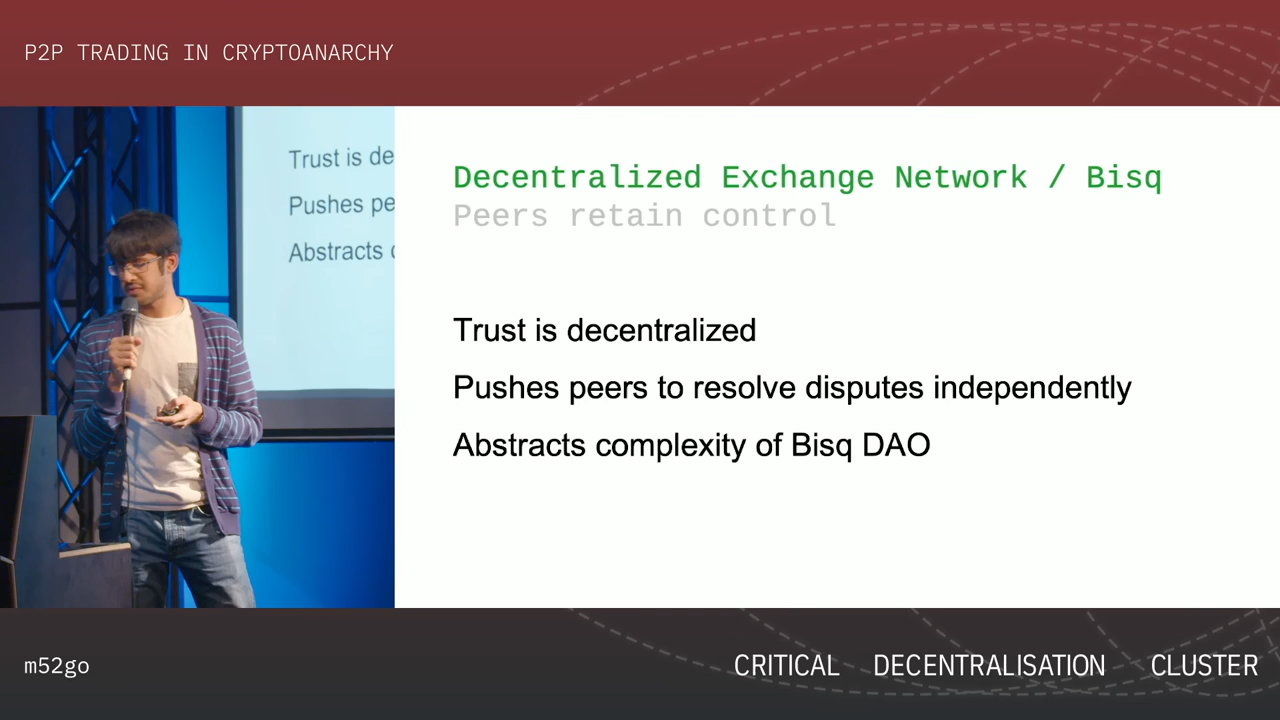 P2P TRADING IN CRYPTOANARCHY
Trust is de
Pushes pe
Abstracts
Decentralized Exchange Network / Bisq
Peers retain control
Trust is decentralized
Pushes peers to resolve disputes independently
Abstracts complexity of Bisq DAO
m52go
CRITICAL DECENTRALISATION CLUSTER